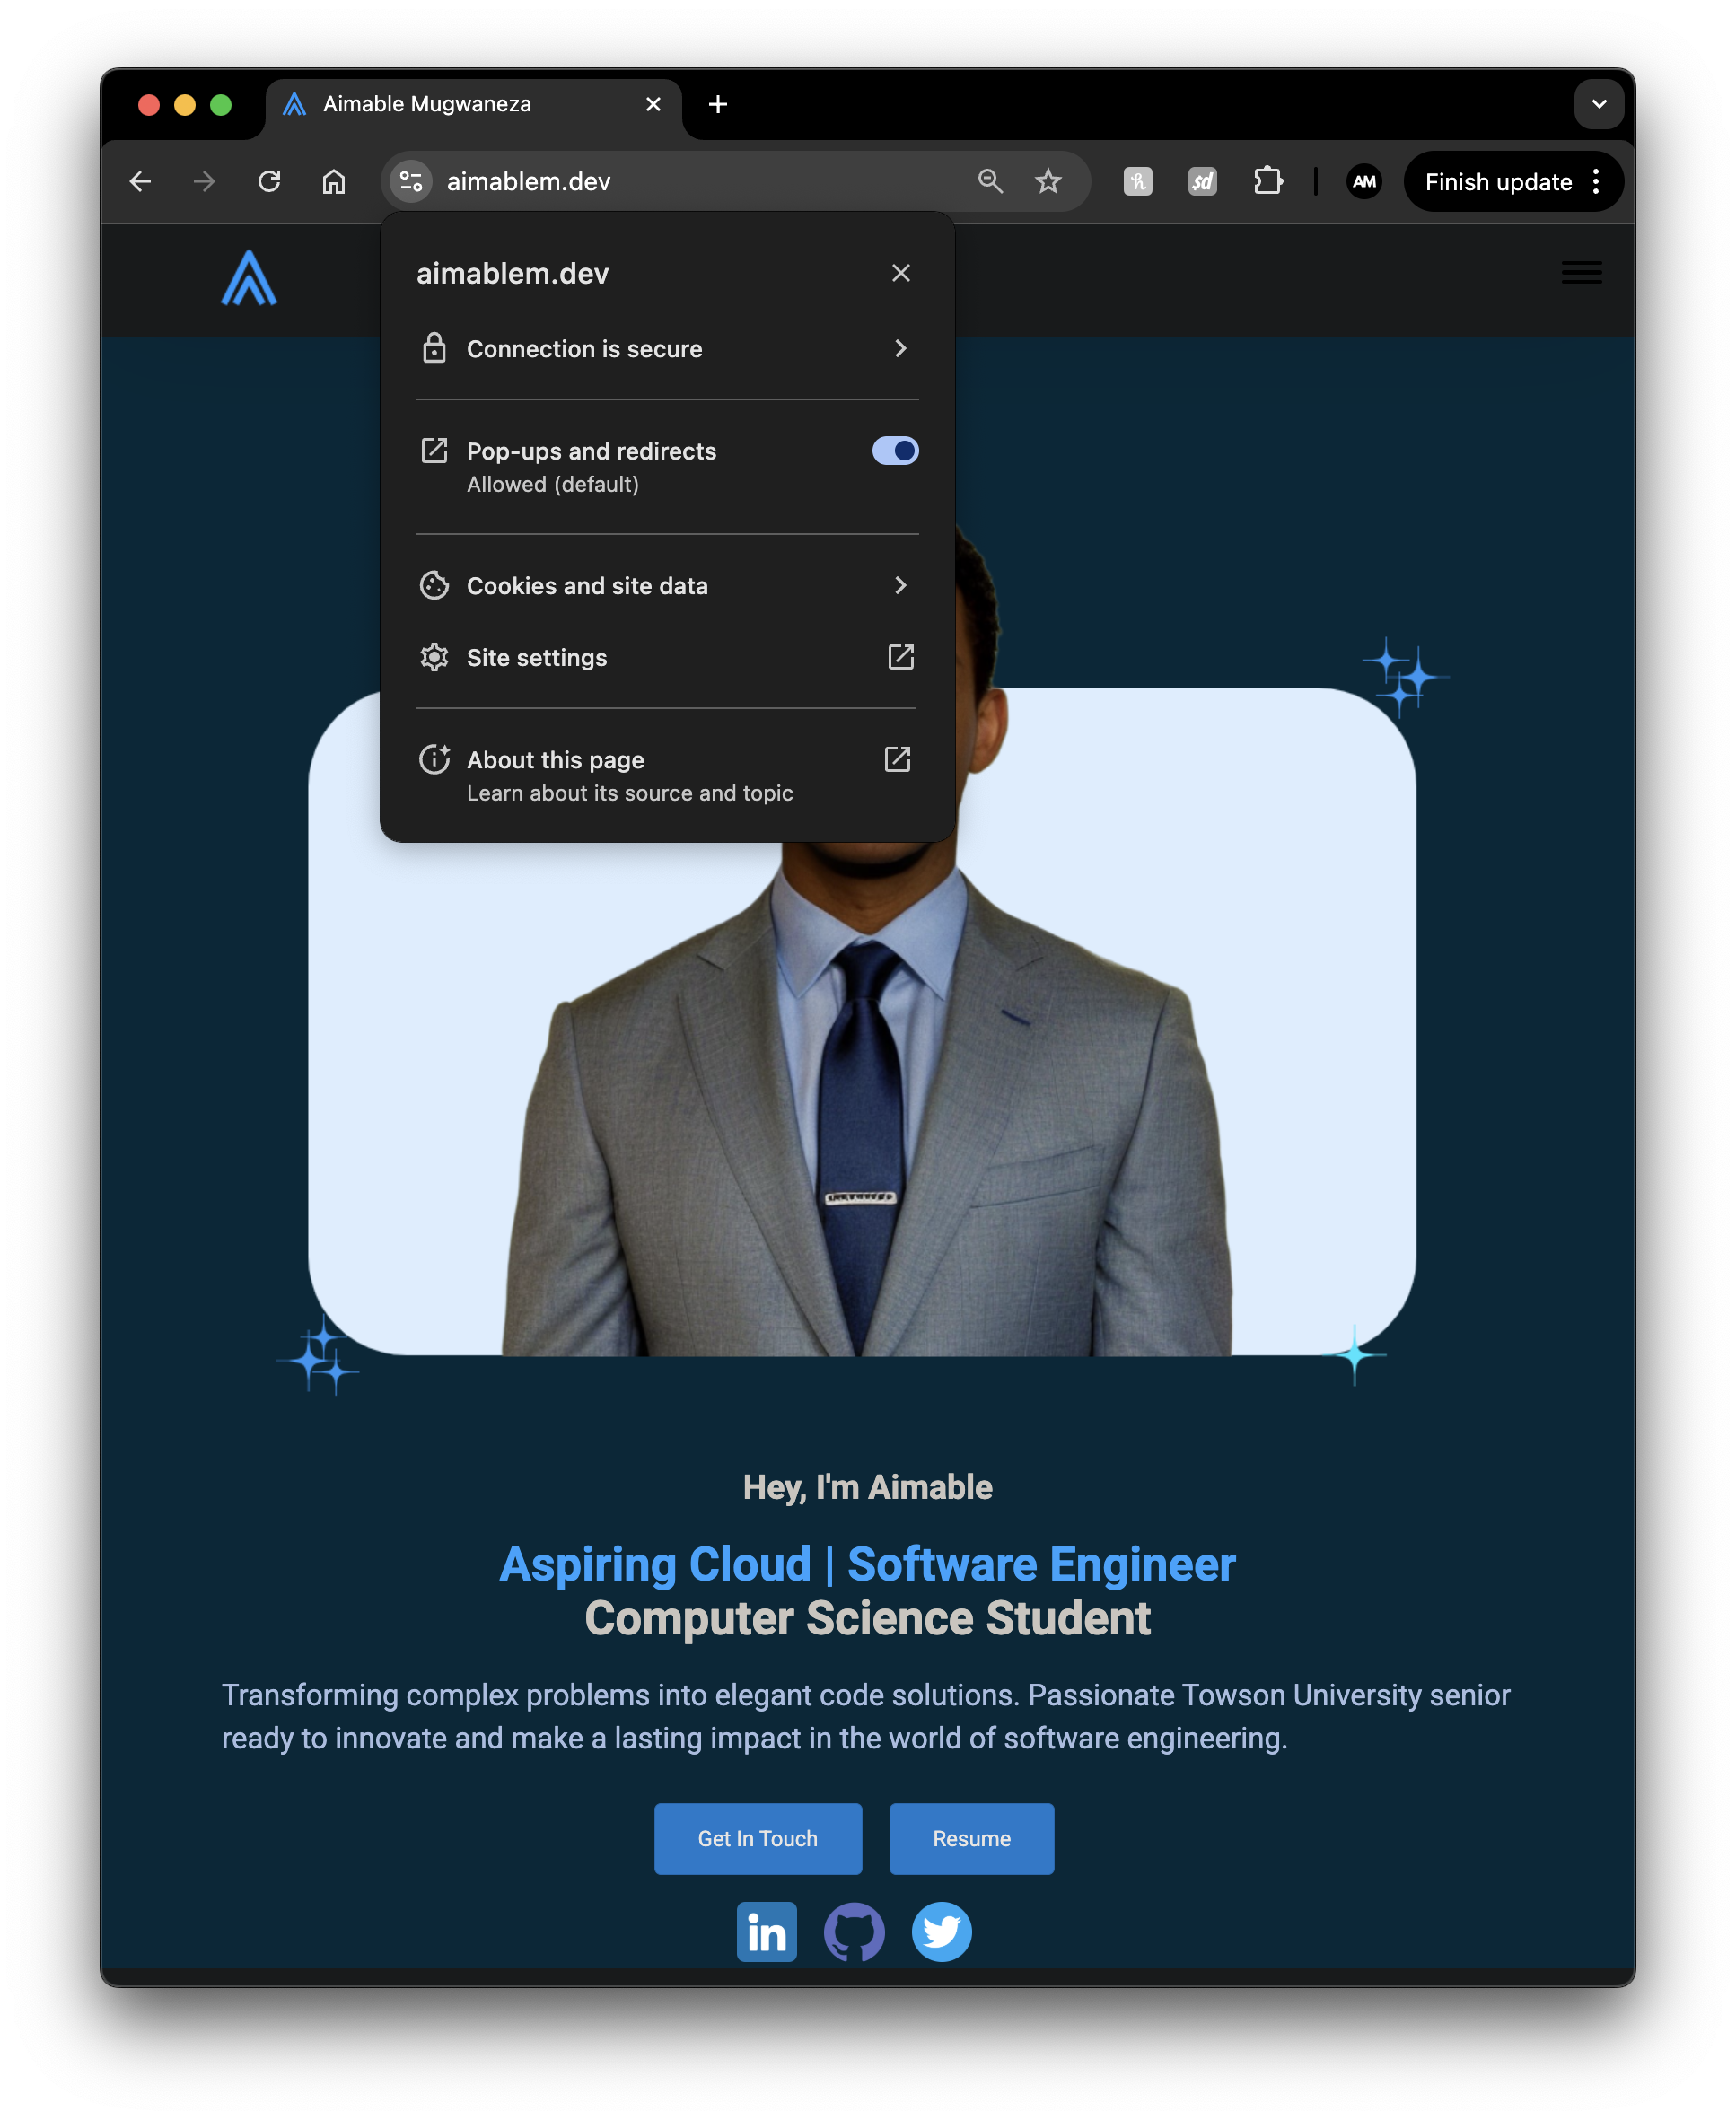 Aimable Mugwaneza
aimablem.dev
Finish update
AM
aimablem.dev
Connection is secure
Pop-ups and redirects
Allowed (default)
Cookies and site data
Site settings
About this page
Learn about its source and topic
Hey, I'm Aimable
Aspiring Cloud | Software Engineer
Computer Science Student
Transforming complex problems into elegant code solutions. Passionate Towson University senior
ready to innovate and make a lasting impact in the world of software engineering.
Get In Touch
Resume
in